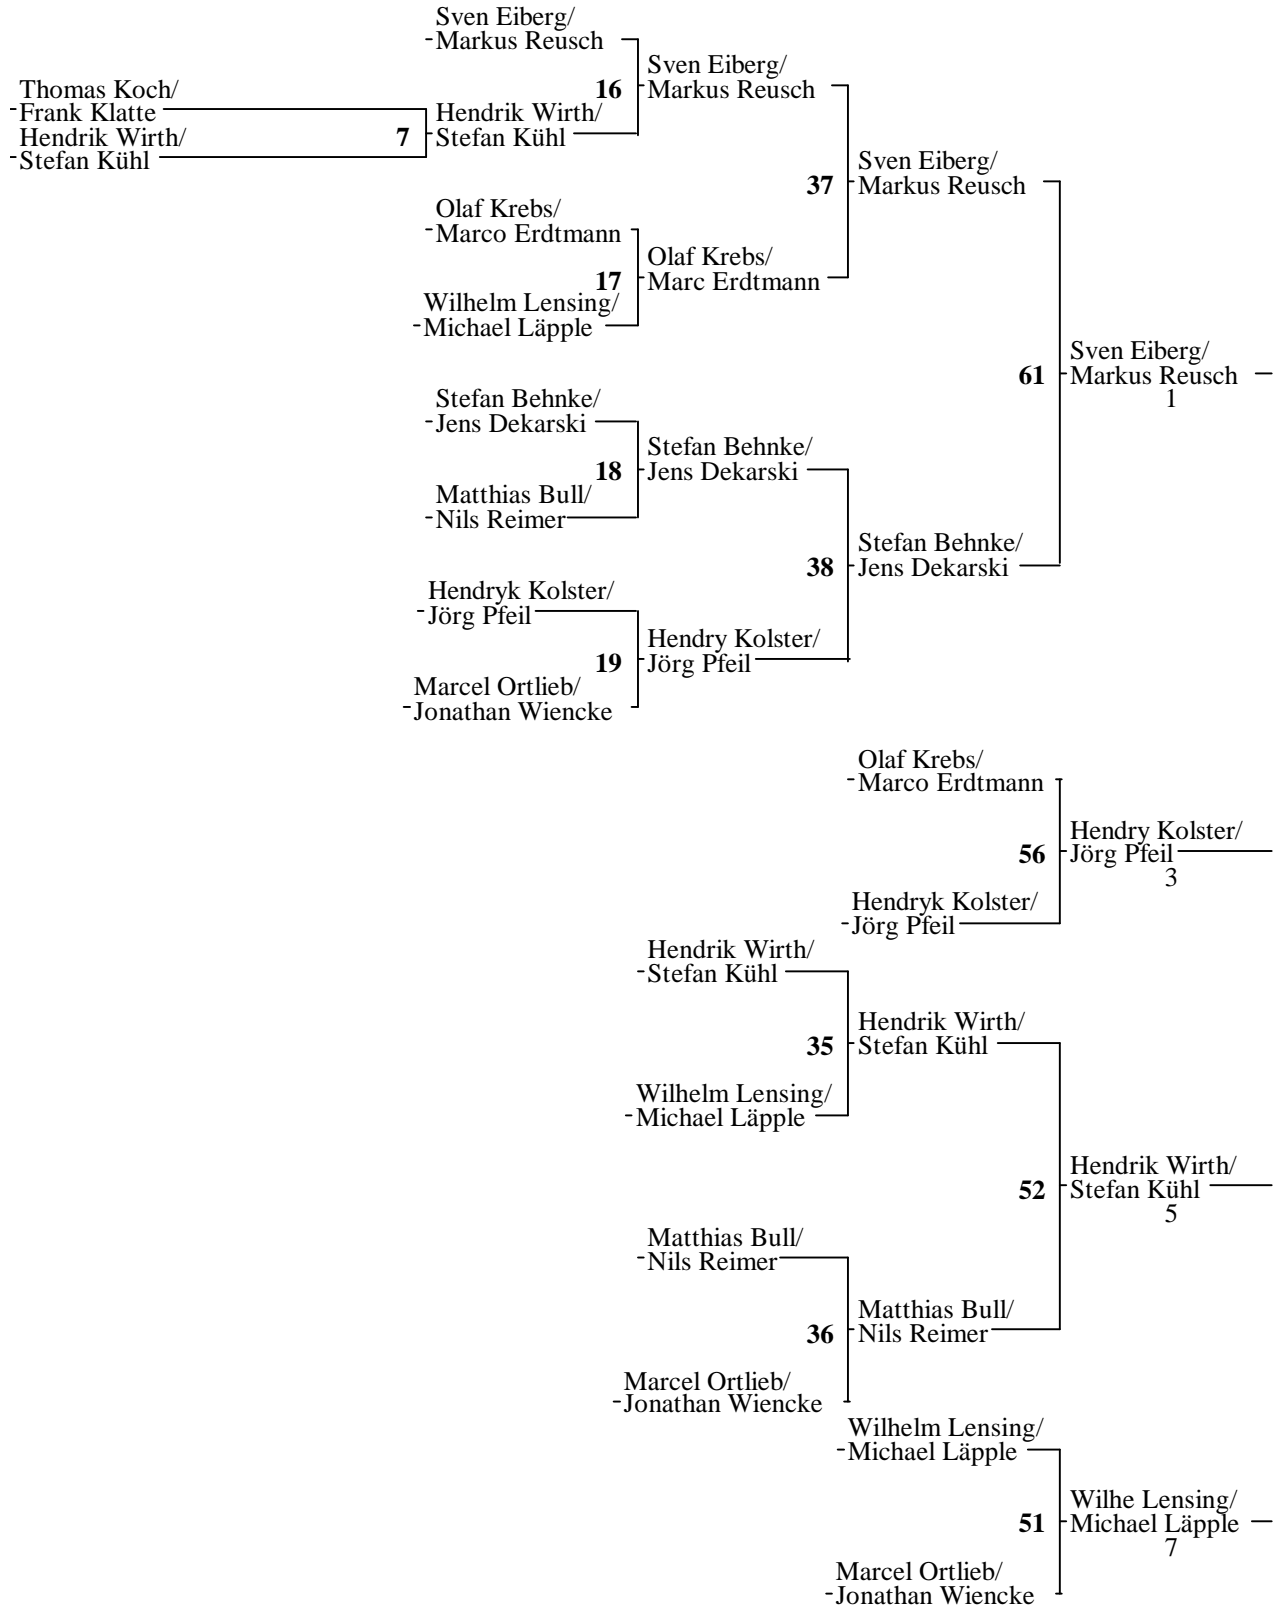 Sven Eiberg/
Markus Reusch
Thomas Koch/
Frank Klatte
16
Sven Eiberg/
Markus Reusch
Hendrik Wirth/
Stefan Kühl
7
Hendrik Wirth/
Stefan Kühl
37
Sven Eiberg/
Markus Reusch
Olaf Krebs/
Marco Erdtmann
17
Olaf Krebs/
Marc Erdtmann
Wilhelm Lensing/
Michael Läpple
61
Sven Eiberg/
Markus Reusch
1
Stefan Behnke/
Jens Dekarski
18
Stefan Behnke/
Jens Dekarski
Matthias Bull/
Nils Reimer
38
Stefan Behnke/
Jens Dekarski
Hendryk Kolster/
Jörg Pfeil
19
Hendry Kolster/
Jörg Pfeil
Marcel Ortlieb/
Jonathan Wiencke
Olaf Krebs/
Marco Erdtmann
56
Hendry Kolster/
Jörg Pfeil
3
Hendryk Kolster/
Jörg Pfeil
Hendrik Wirth/
Stefan Kühl
35
Hendrik Wirth/
Stefan Kühl
Wilhelm Lensing/
Michael Läpple
52
Hendrik Wirth/
Stefan Kühl
5
Matthias Bull/
Nils Reimer
36
Matthias Bull/
Nils Reimer
Marcel Ortlieb/
Jonathan Wiencke
Wilhelm Lensing/
Michael Läpple
51
Wilhe Lensing/
Michael Läpple
7
Marcel Ortlieb/
Jonathan Wiencke